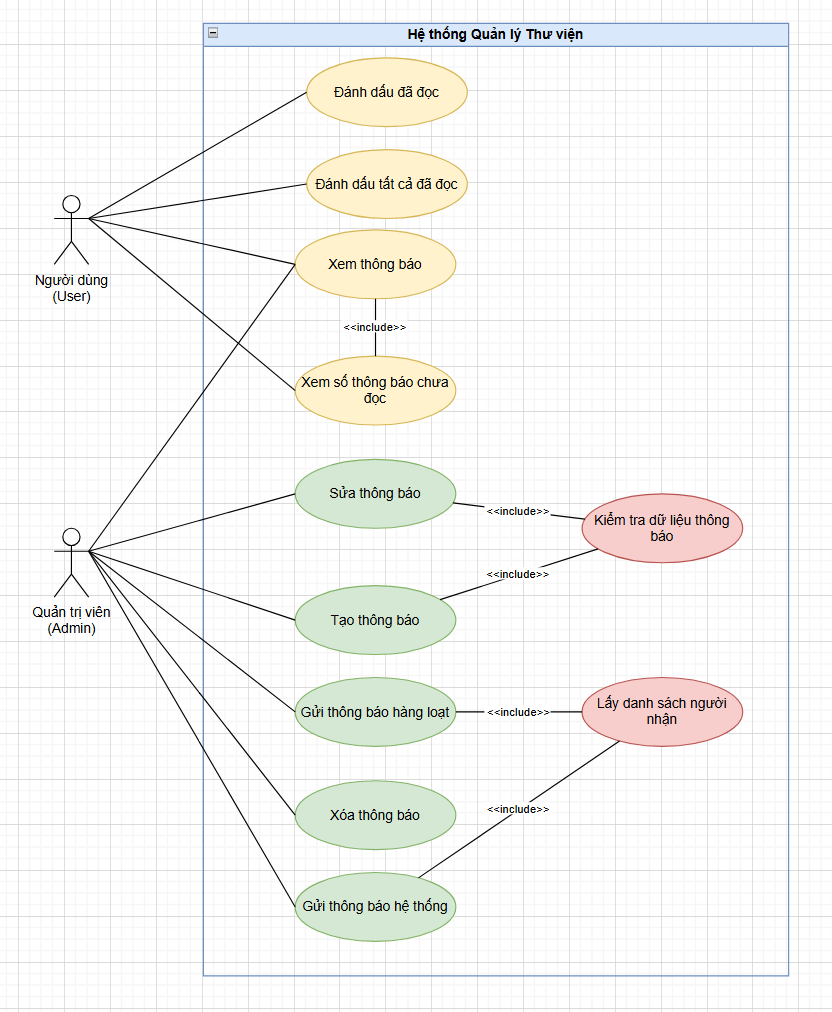 Hệ thống Quản lý Thư viện
Đánh dấu đã đọc
Đánh dấu tất cả đã đọc
Xem thông báo
<<include>>
Xem số thông báo chưa
đọc
Người dùng
(User)
Sửa thông báo
<<include>>
Kiểm tra dữ liệu thông
báo
<<include>>
Tạo thông báo
Quản trị viên
(Admin)
Gửi thông báo hàng loạt
<<include>>
Lấy danh sách người
nhận
Xóa thông báo
<<include>>
Gửi thông báo hệ thống